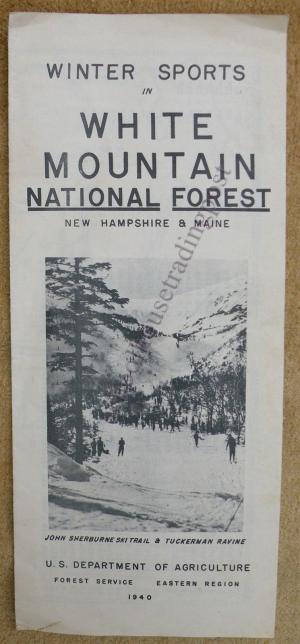 WINTER SPORTS
IN
WHITE
MOUNTAIN
NATIONAL FOREST
NEW HAMPSHIRE & MAINE
JOHN SHERBURNE SKI TRAIL & TUCKERMAN RAVINE
U. S. DEPARTMENT OF AGRICULTURE
FOREST SERVICE EASTERN REGION
1940